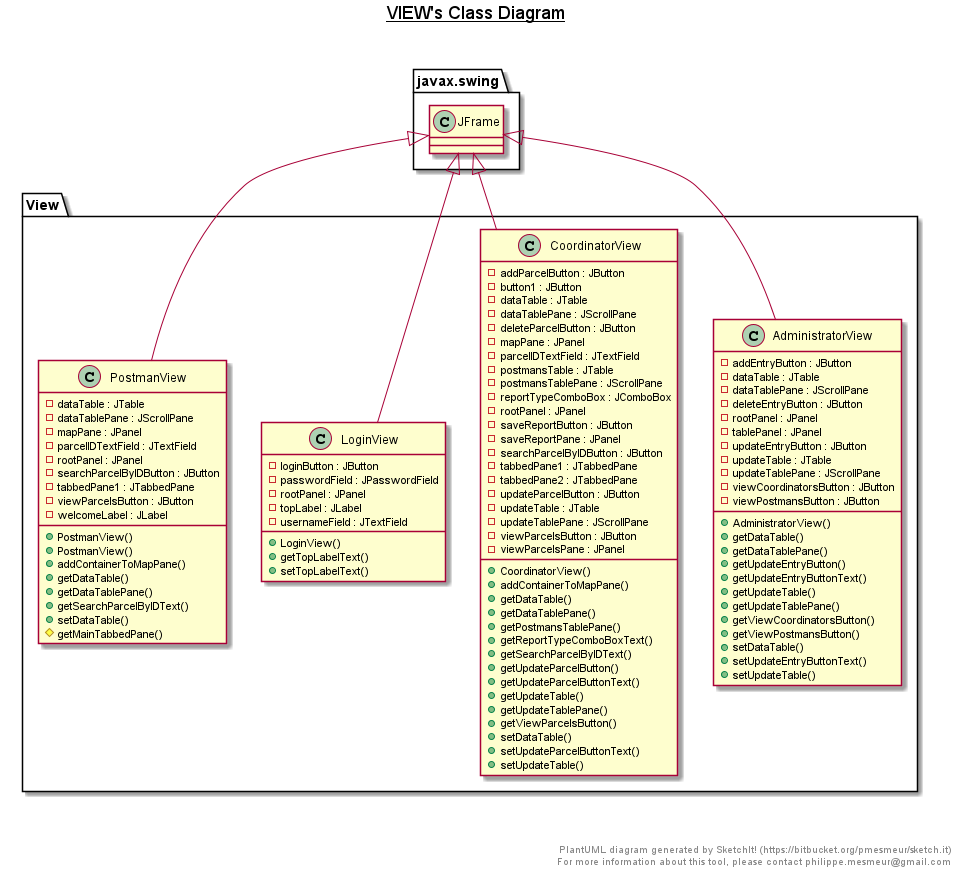 VIEW's Class Diagram
javax.swing
C JFrame
View
C PostmanView
dataTable : JTable
dataTablePane : JScrollPane
mapPane : JPanel
parcelIDTextField : JTextField
rootPanel : JPanel
searchParcelByIDButton : JButton
tabbedPane1 : JTabbedPane
viewParcelsButton : JButton
welcomeLabel : JLabel
PostmanView()
PostmanView()
addContainerToMapPane()
getDataTable()
getDataTablePane()
getSearchParcelByIDText()
setDataTable()
getMainTabbedPane()
C LoginView
loginButton : JButton
passwordField : JPasswordField
rootPanel : JPanel
topLabel : JLabel
usernameField : JTextField
LoginView()
getTopLabelText()
setTopLabelText()
C CoordinatorView
addParcelButton : JButton
button1 : JButton
dataTable : JTable
dataTablePane : JScrollPane
deleteParcelButton : JButton
mapPane : JPanel
parcelIDTextField : JTextField
postmansTable : JTable
postmansTablePane : JScrollPane
reportTypeComboBox : JComboBox
rootPanel : JPanel
saveReportButton : JButton
saveReportPane : JPanel
searchParcelByIDButton : JButton
tabbedPane1 : JTabbedPane
tabbedPane2 : JTabbedPane
updateParcelButton : JButton
updateTable : JTable
updateTablePane : JScrollPane
viewParcelsButton : JButton
viewParcelsPane : JPanel
CoordinatorView()
addContainerToMapPane()
getDataTable()
getDataTablePane()
getPostmansTablePane()
getReportTypeComboBoxText()
getSearchParcelByIDText()
getUpdateParcelButton()
getUpdateParcelButtonText()
getUpdateTable()
getUpdateTablePane()
getViewParcelsButton()
setDataTable()
setUpdateParcelButtonText()
setUpdateTable()
C AdministratorView
addEntryButton : JButton
dataTable : JTable
dataTablePane : JScrollPane
deleteEntryButton : JButton
rootPanel : JPanel
tablePanel : JPanel
updateEntryButton : JButton
updateTable : JTable
updateTablePane : JScrollPane
viewCoordinatorsButton : JButton
viewPostmansButton : JButton
AdministratorView()
getDataTable()
getDataTablePane()
getUpdateEntryButton()
getUpdateEntryButtonText()
getUpdateTable()
getUpdateTablePane()
getViewCoordinatorsButton()
getViewPostmansButton()
setDataTable()
setUpdateEntryButtonText()
setUpdateTable()
PlantUML diagram generated by SketchIt! (https://bitbucket.org/pmesmeur/sketch.it)
For more information about this tool, please contact philippe.mesmeur@gmail.com